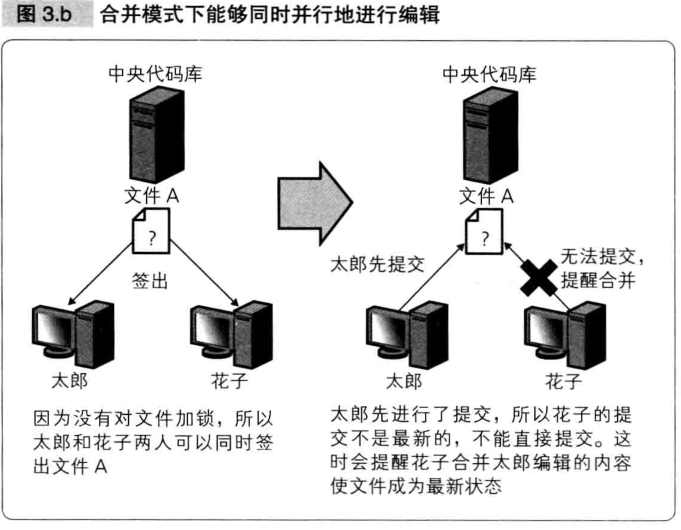 图 3.b 合并模式下能够同时并行地进行编辑
中央代码库
文件 A
?
签出
太郎
花子
因为没有对文件加锁，所以
太郎和花子两人可以同时签
出文件 A
中央代码库
文件 A
?
太郎先提交
无法提交，
提醒合并
太郎
花子
太郎先进行了提交，所以花子的提
交不是最新的，不能直接提交。这
时会提醒花子合并太郎编辑的内容
使文件成为最新状态